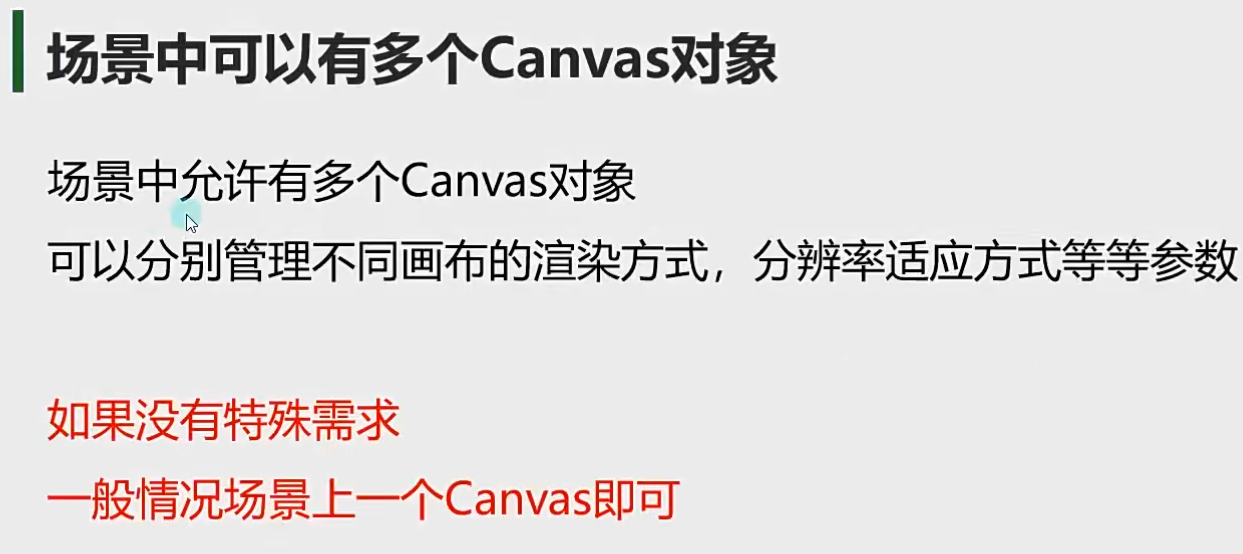 场景中可以有多个Canvas对象
场景中允许有多个Canvas对象
可以分别管理不同画布的渲染方式，分辨率适应方式等等参数
如果没有特殊需求
一般情况场景上一个Canvas即可